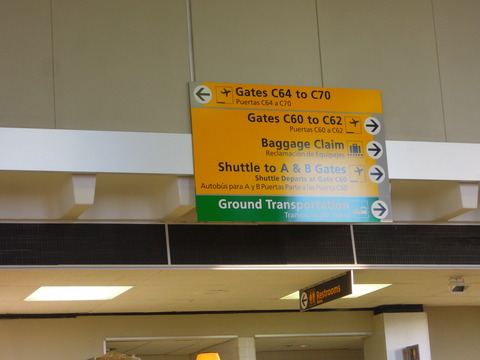 Gates C64 to C70
Puertas C64 a C70
Gates C60 to C62
Puertas C60 a C62
Baggage Claim
Reclamación de Equipajes
Shuttle to A & B Gates
Shuttle Departs at Gate C60
Autobús para A y B Puertas Parte a las Puerta C60
Ground Transportation
Restrooms